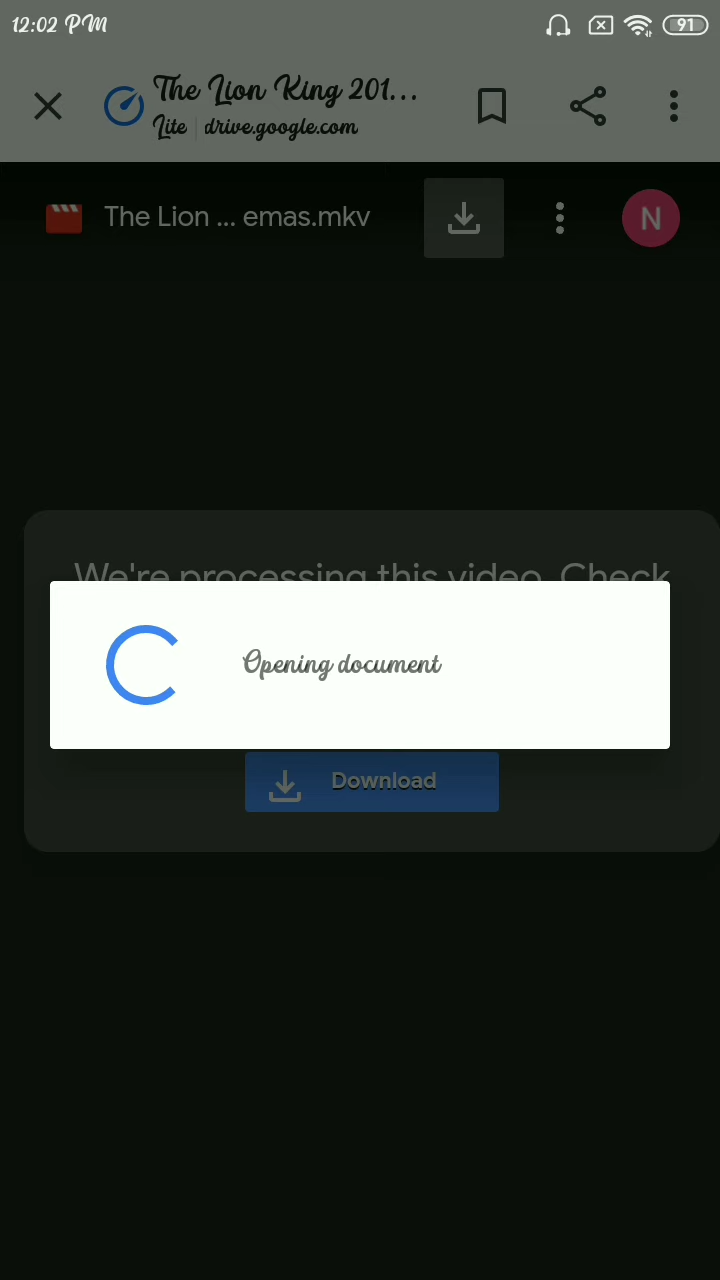 12:02 PM
91
The Lion King 201...
Lite drive.google.com
The Lion ... emas.mkv
N
We're processing this video. Check
Opening document
Download